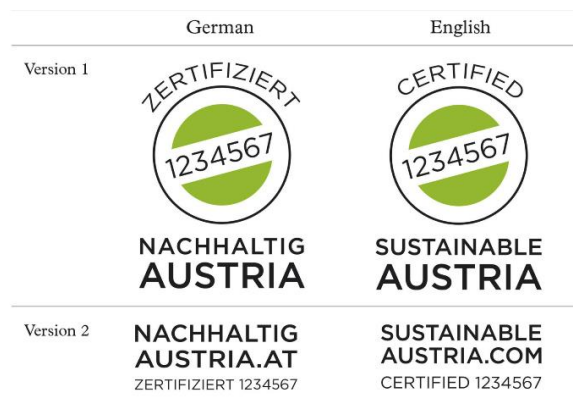 German English
Version 1
ZERTIFIZIERT CERTIFIED
1234567 1234567
NACHHALTIG SUSTAINABLE
AUSTRIA AUSTRIA
Version 2
NACHHALTIG SUSTAINABLE
AUSTRIA.AT AUSTRIA.COM
ZERTIFIZIERT 1234567 CERTIFIED 1234567